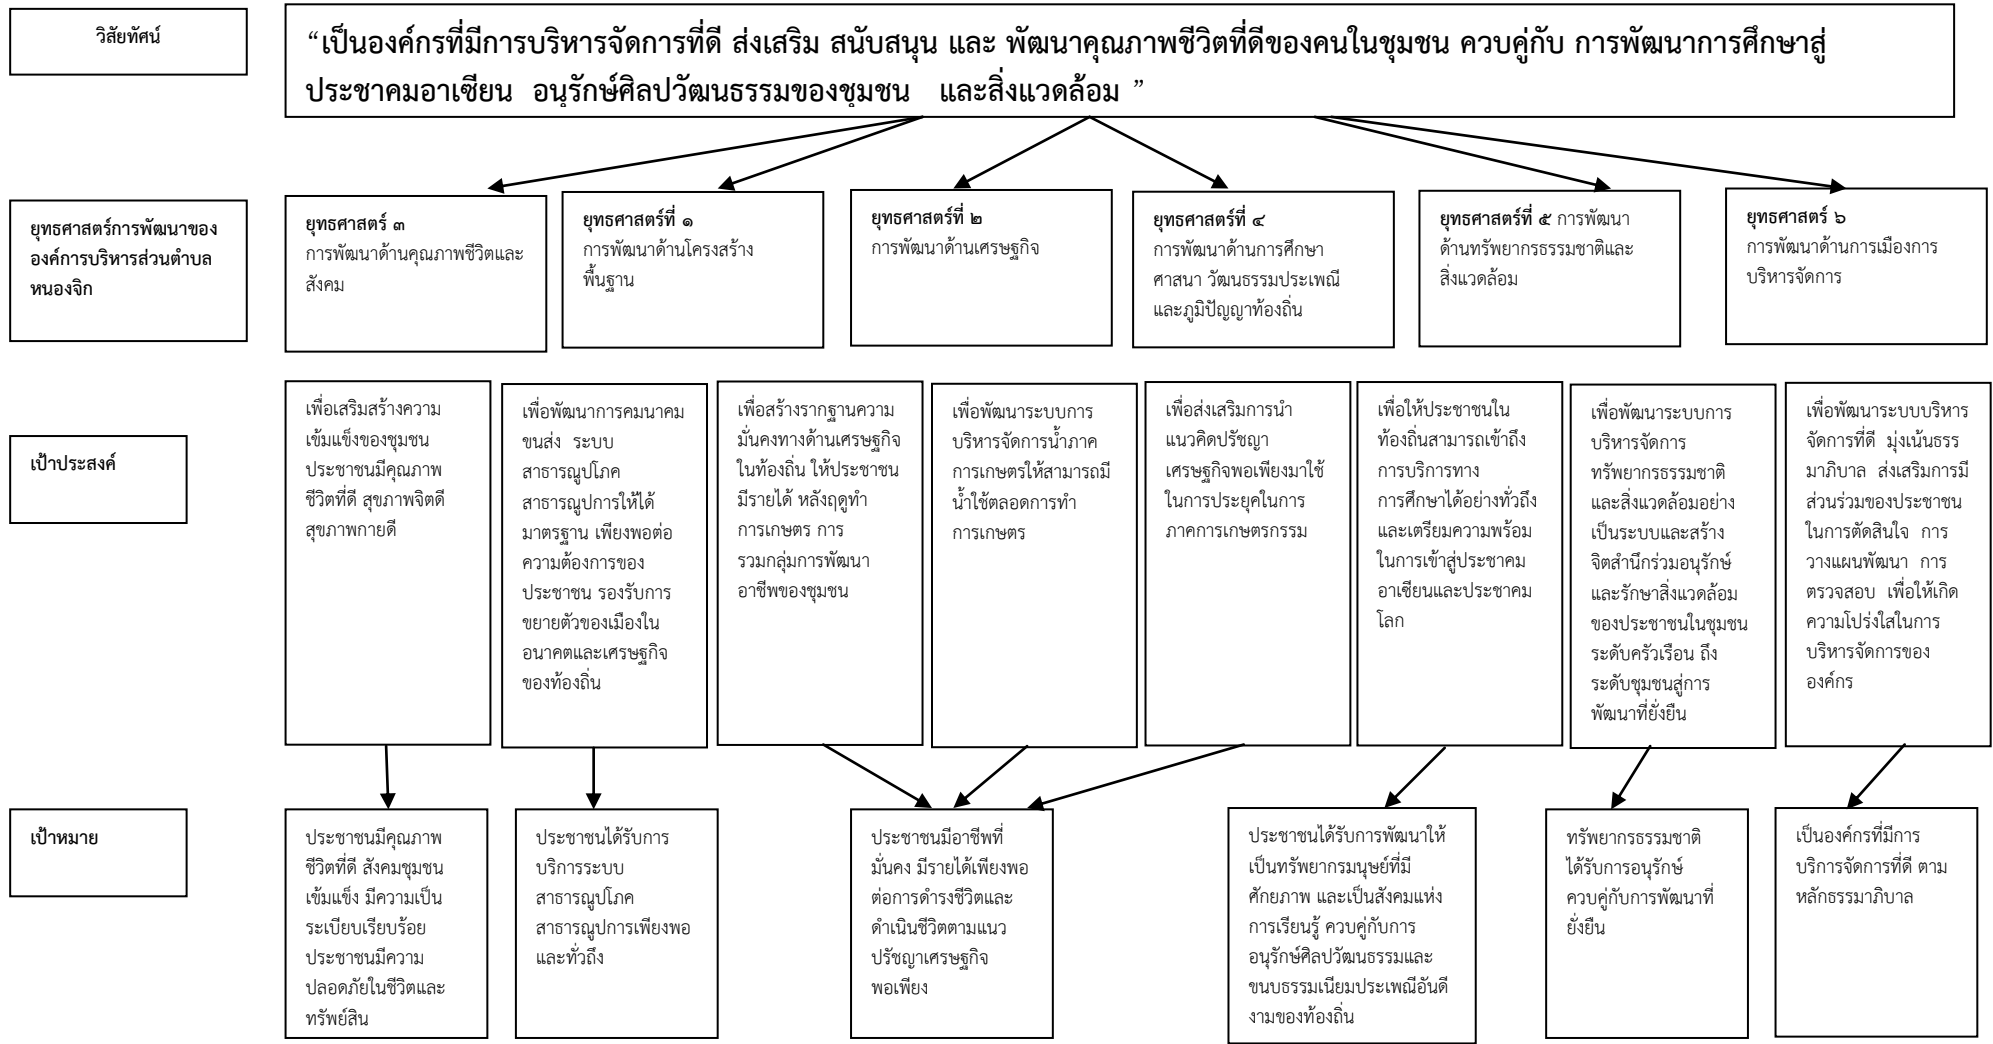 วิสัยทัศน์
“เป็นองค์กรที่มีการบริหารจัดการที่ดี ส่งเสริม สนับสนุน และ พัฒนาคุณภาพชีวิตที่ดีของคนในชุมชน ควบคู่กับ การพัฒนาการศึกษาสู่
ประชาคมอาเซียน อนุรักษ์ศิลปวัฒนธรรมของชุมชน และสิ่งแวดล้อม ”
ยุทธศาสตร์การพัฒนาของ
องค์การบริหารส่วนตำบล
หนองจิก
ยุทธศาสตร์ ๓
การพัฒนาด้านคุณภาพชีวิตและ
สังคม
ยุทธศาสตร์ที่ ๑
การพัฒนาด้านโครงสร้าง
พื้นฐาน
ยุทธศาสตร์ที่ ๒
การพัฒนาด้านเศรษฐกิจ
ยุทธศาสตร์ที่ ๔
การพัฒนาด้านการศึกษา
ศาสนา วัฒนธรรมประเพณี
และภูมิปัญญาท้องถิ่น
ยุทธศาสตร์ที่ ๕ การพัฒนา
ด้านทรัพยากรธรรมชาติและ
สิ่งแวดล้อม
ยุทธศาสตร์ ๖
การพัฒนาด้านการเมืองการ
บริหารจัดการ
เป้าประสงค์
เพื่อเสริมสร้างความ
เข้มแข็งของชุมชน
ประชาชนมีคุณภาพ
ชีวิตที่ดี สุขภาพจิตดี
สุขภาพกายดี
เพื่อพัฒนาการคมนาคม
ขนส่ง ระบบ
สาธารณูปโภค
สาธารณูปการให้ได้
มาตรฐาน เพียงพอต่อ
ความต้องการของ
ประชาชน รองรับการ
ขยายตัวของเมืองใน
อนาคตและเศรษฐกิจ
ของท้องถิ่น
เพื่อสร้างรากฐานความ
มั่นคงทางด้านเศรษฐกิจ
ในท้องถิ่น ให้ประชาชน
มีรายได้ หลังฤดูทำ
การเกษตร การ
รวมกลุ่มการพัฒนา
อาชีพของชุมชน
เพื่อพัฒนาระบบการ
บริหารจัดการน้ำภาค
การเกษตรให้สามารถมี
น้ำใช้ตลอดการทำ
การเกษตร
เพื่อส่งเสริมการนำ
แนวคิดปรัชญา
เศรษฐกิจพอเพียงมาใช้
ในการประยุคในการ
ภาคการเกษตรกรรม
เพื่อให้ประชาชนใน
ท้องถิ่นสามารถเข้าถึง
การบริการทาง
การศึกษาได้อย่างทั่วถึง
และเตรียมความพร้อม
ในการเข้าสู่ประชาคม
อาเซียนและประชาคม
โลก
เพื่อพัฒนาระบบการ
บริหารจัดการ
ทรัพยากรธรรมชาติ
และสิ่งแวดล้อมอย่าง
เป็นระบบและสร้าง
จิตสำนึกร่วมอนุรักษ์
และรักษาสิ่งแวดล้อม
ของประชาชนในชุมชน
ระดับครัวเรือน ถึง
ระดับชุมชนสู่การ
พัฒนาที่ยั่งยืน
เพื่อพัฒนาระบบบริหาร
จัดการที่ดี มุ่งเน้นธรร
มาภิบาล ส่งเสริมการมี
ส่วนร่วมของประชาชน
ในการตัดสินใจ การ
วางแผนพัฒนา การ
ตรวจสอบ เพื่อให้เกิด
ความโปร่งใสในการ
บริหารจัดการของ
องค์กร
เป้าหมาย
ประชาชนมีคุณภาพ
ชีวิตที่ดี สังคมชุมชน
เข้มแข็ง มีความเป็น
ระเบียบเรียบร้อย
ประชาชนมีความ
ปลอดภัยในชีวิตและ
ทรัพย์สิน
ประชาชนได้รับการ
บริการระบบ
สาธารณูปโภค
สาธารณูปการเพียงพอ
และทั่วถึง
ประชาชนมีอาชีพที่
มั่นคง มีรายได้เพียงพอ
ต่อการดำรงชีวิตและ
ดำเนินชีวิตตามแนว
ปรัชญาเศรษฐกิจ
พอเพียง
ประชาชนได้รับการพัฒนาให้
เป็นทรัพยากรมนุษย์ที่มี
ศักยภาพ และเป็นสังคมแห่ง
การเรียนรู้ ควบคู่กับการ
อนุรักษ์ศิลปวัฒนธรรมและ
ขนบธรรมเนียมประเพณีอันดี
งามของท้องถิ่น
ทรัพยากรธรรมชาติ
ได้รับการอนุรักษ์
ควบคู่กับการพัฒนาที่
ยั่งยืน
เป็นองค์กรที่มีการ
บริการจัดการที่ดี ตาม
หลักธรรมาภิบาล